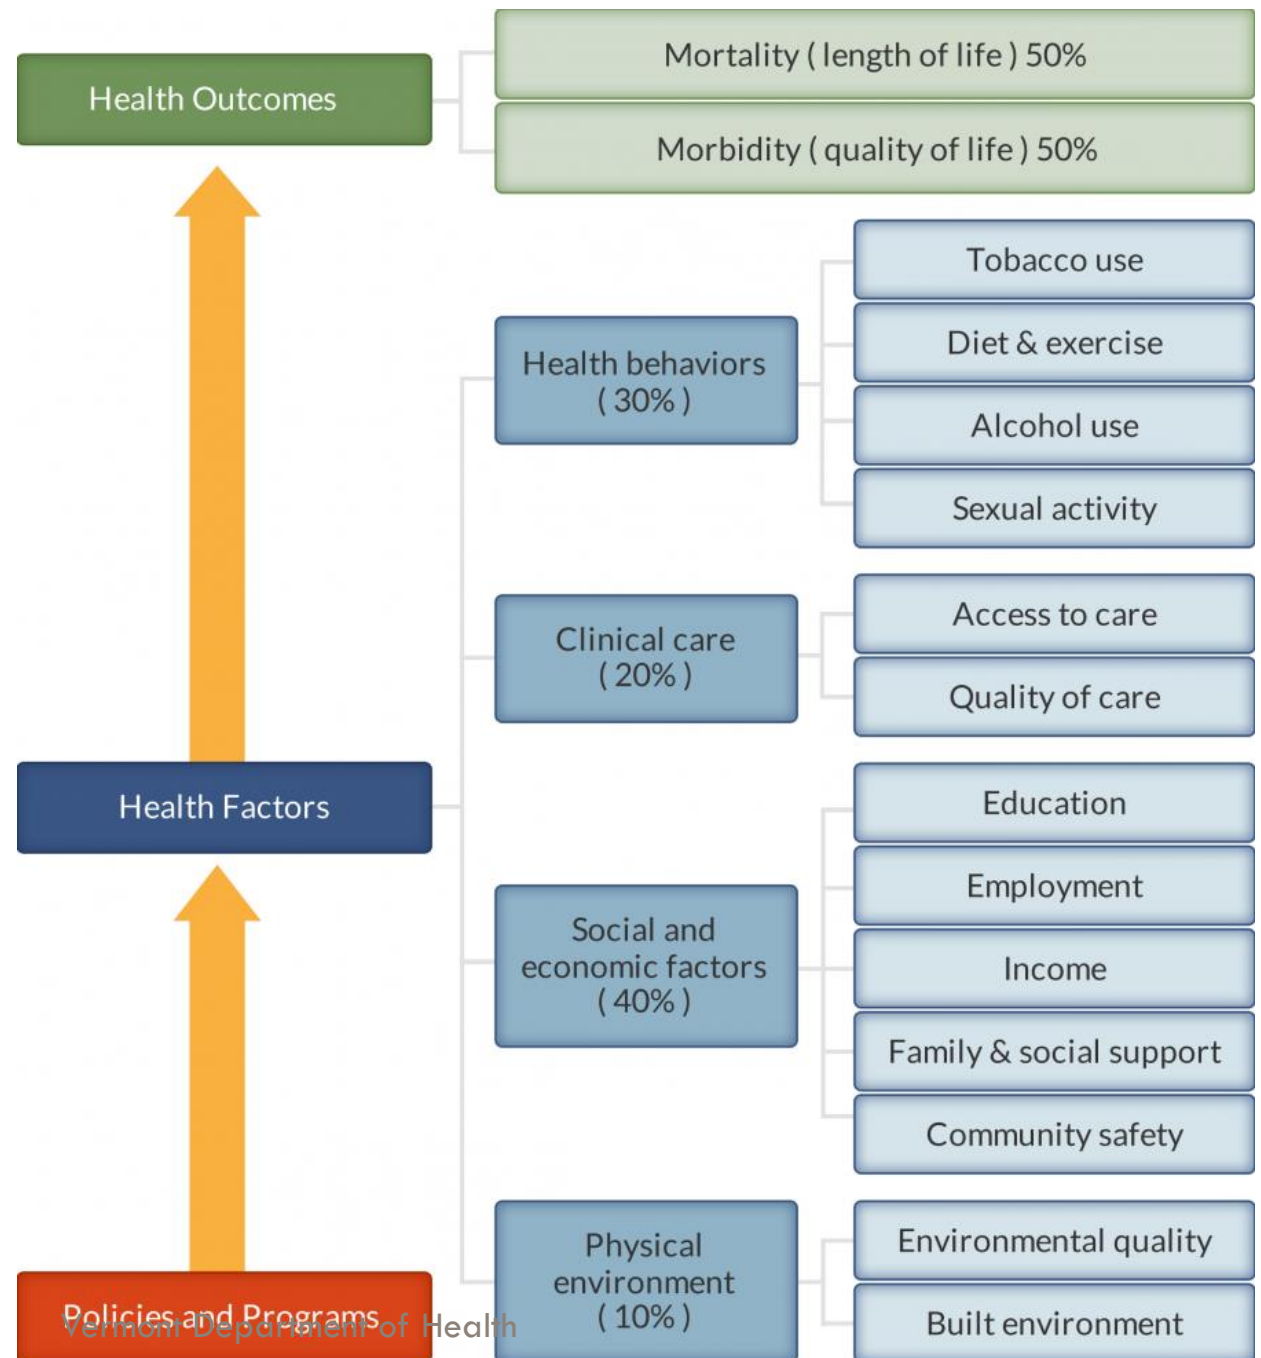 Health Outcomes
Mortality ( length of life ) 50%
Morbidity ( quality of life ) 50%
Health Factors
Health behaviors
( 30% )
Tobacco use
Diet & exercise
Alcohol use
Sexual activity
Clinical care
( 20% )
Access to care
Quality of care
Social and
economic factors
( 40% )
Education
Employment
Income
Family & social support
Community safety
Physical
environment
( 10% )
Environmental quality
Built environment
Policies and Programs
Vermont Department of Health